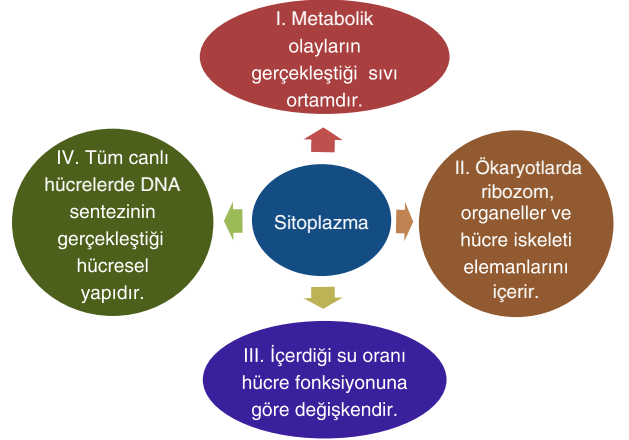 I. Metabolik
olayların
gerçekleştiği sıvı
ortamdır.
IV. Tüm canlı
hücrelerde DNA
sentezinin
gerçekleştiği
hücresel
yapıdır.
Sitoplazma
II. Ökaryotlarda
ribozom,
organeller ve
hücre iskeleti
elemanlarını
içerir.
III. İçerdiği su oranı
hücre fonksiyonuna
göre değişkendir.